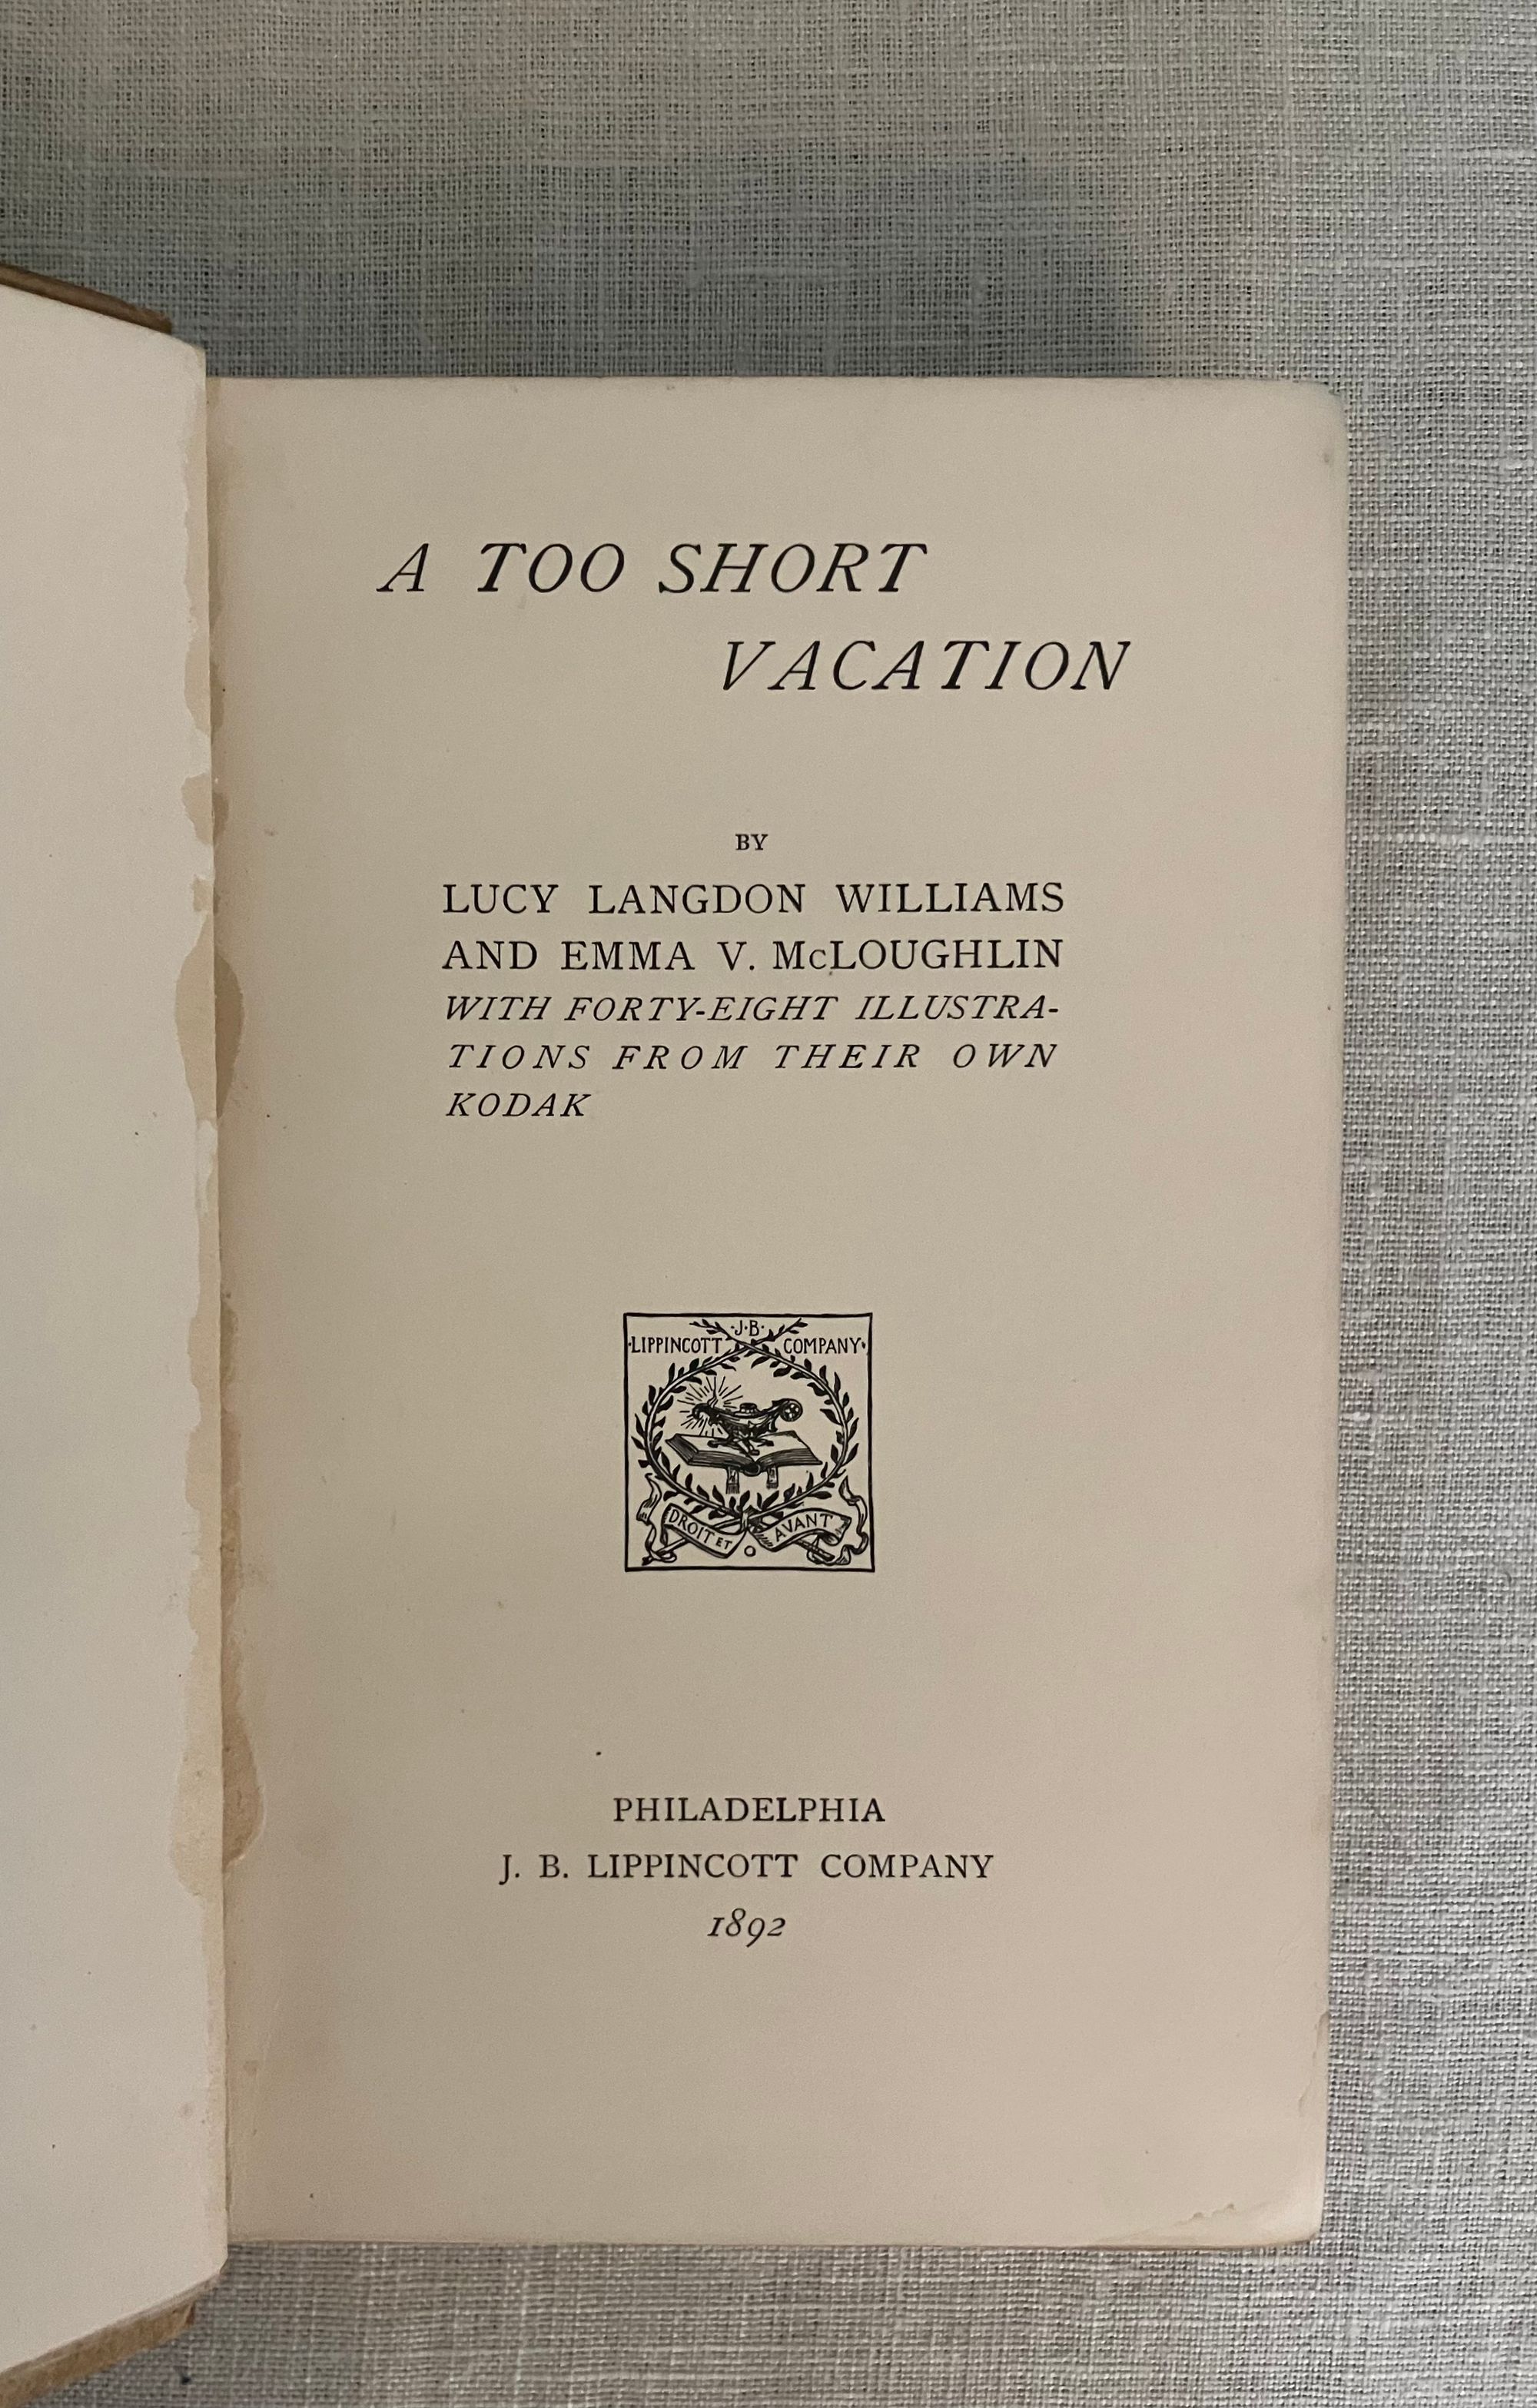 A TOO SHORT
VACATION
BY
LUCY LANGDON WILLIAMS
AND EMMA V. McLOUGHLIN
WITH FORTY-EIGHT ILLUSTRA-
TIONS FROM THEIR OWN
KODAK
·J·B·
·LIPPINCOTT COMPANY·
DROIT ET AVANT
PHILADELPHIA
J. B. LIPPINCOTT COMPANY
1892